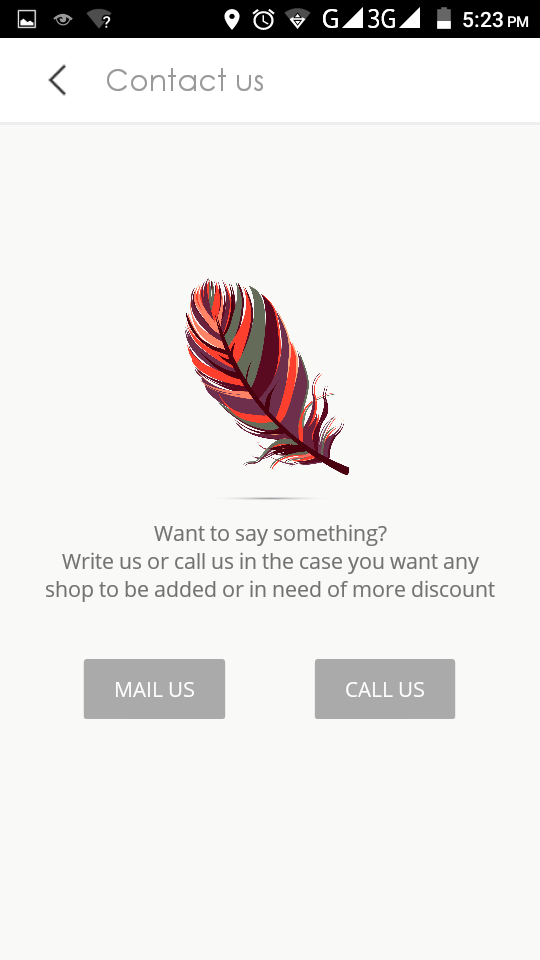 G 3G 5:23 PM
Contact us
Want to say something?
Write us or call us in the case you want any
shop to be added or in need of more discount
MAIL US CALL US